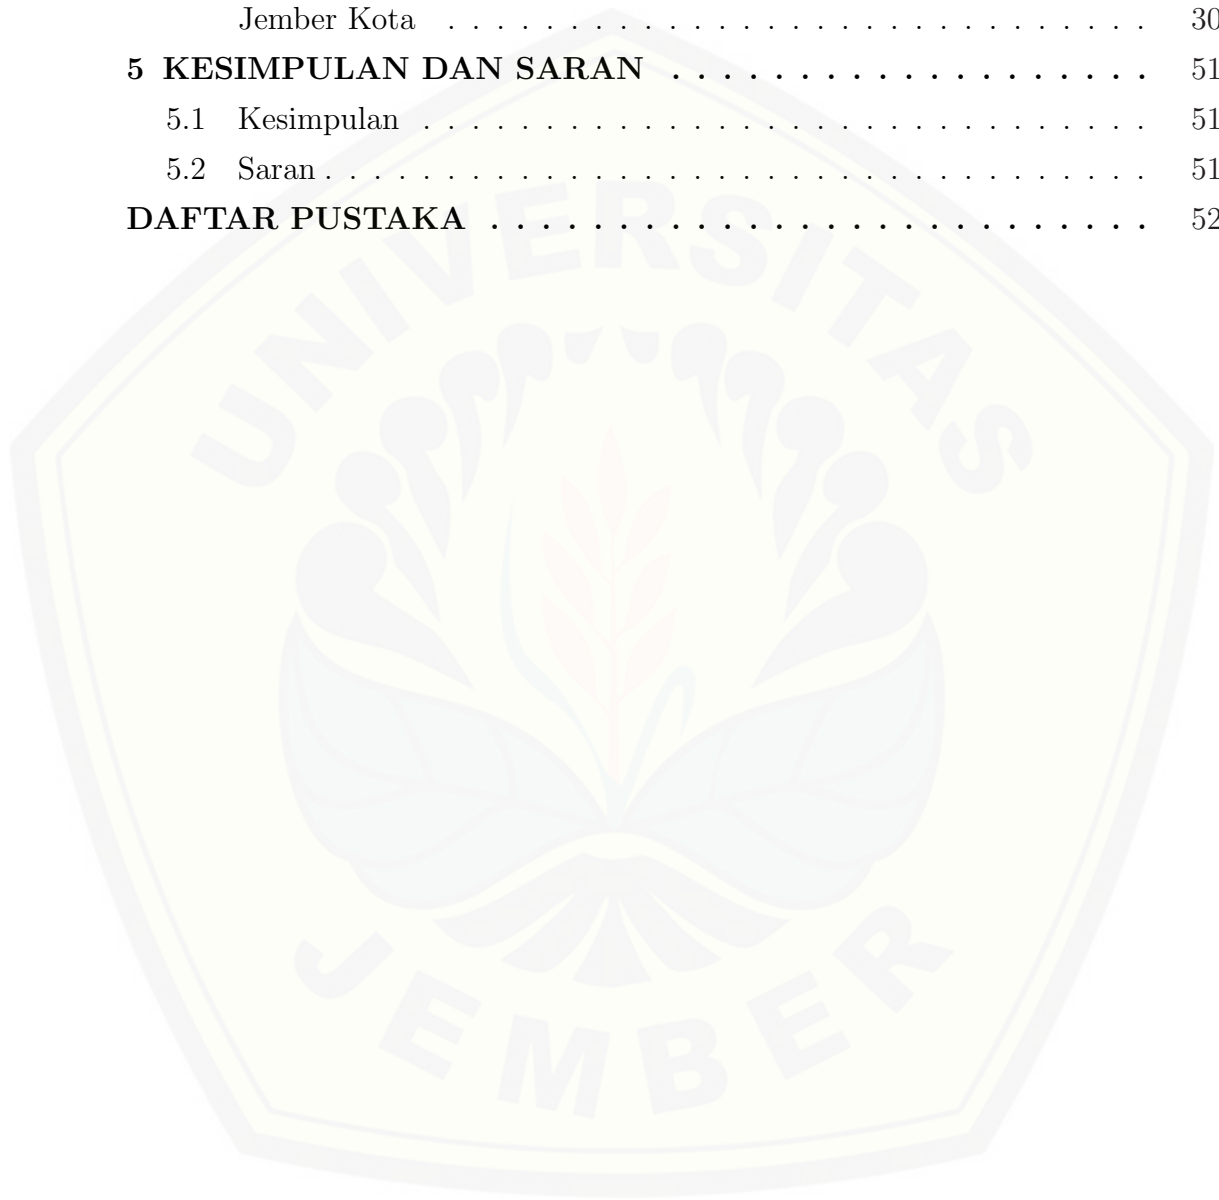 Jember Kota . . . . . . . . . . . . . . . . . . . . . . . . . . . . . 30
5 KESIMPULAN DAN SARAN . . . . . . . . . . . . . . . . . . . 51
5.1 Kesimpulan . . . . . . . . . . . . . . . . . . . . . . . . . . . . . . 51
5.2 Saran . . . . . . . . . . . . . . . . . . . . . . . . . . . . . . . . . . 51
DAFTAR PUSTAKA . . . . . . . . . . . . . . . . . . . . . . . . . . 52
UNIVERSITAS
JEMBER